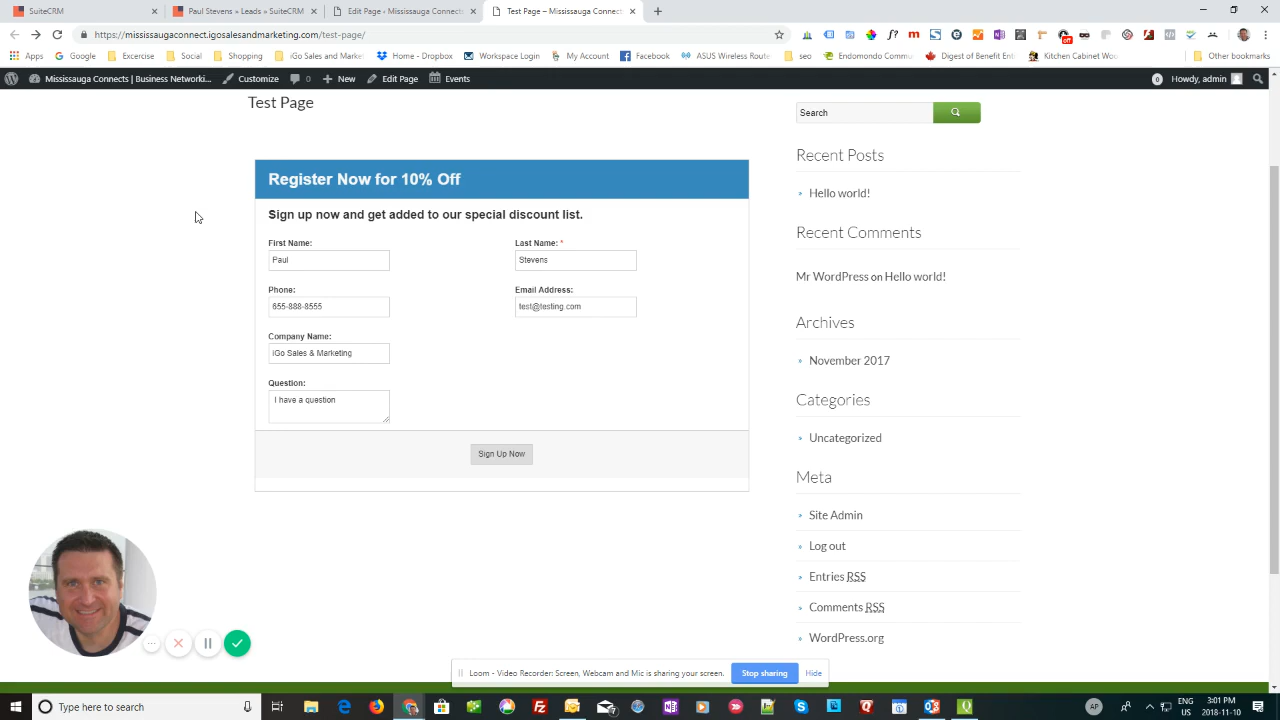 SuiteCRM
Paul Stevens » Leads » SuiteCRM
Edit Page ‹ Mississauga Connect
Test Page – Mississauga Connect
https://mississaugaconnect.igosalesandmarketing.com/test-page/
Apps Google Excercise Social Shopping iGo Sales and Market Home - Dropbox Workspace Login My Account Facebook ASUS Wireless Route seo Endomondo Commun Digest of Benefit Enti Kitchen Cabinet Woo Other bookmarks
Mississauga Connects | Business Networki... Customize 0 New Edit Page Events 0 Howdy, admin
Test Page
Register Now for 10% Off
Sign up now and get added to our special discount list.
First Name:
Paul
Last Name: *
Stevens
Phone:
655-888-8555
Email Address:
test@testing.com
Company Name:
iGo Sales & Marketing
Question:
I have a question
Sign Up Now
Search
Recent Posts
Hello world!
Recent Comments
Mr WordPress on Hello world!
Archives
November 2017
Categories
Uncategorized
Meta
Site Admin
Log out
Entries RSS
Comments RSS
WordPress.org
Loom - Video Recorder: Screen, Webcam and Mic is sharing your screen. Stop sharing Hide
Type here to search
AP
ENG
US
3:01 PM
2018-11-10